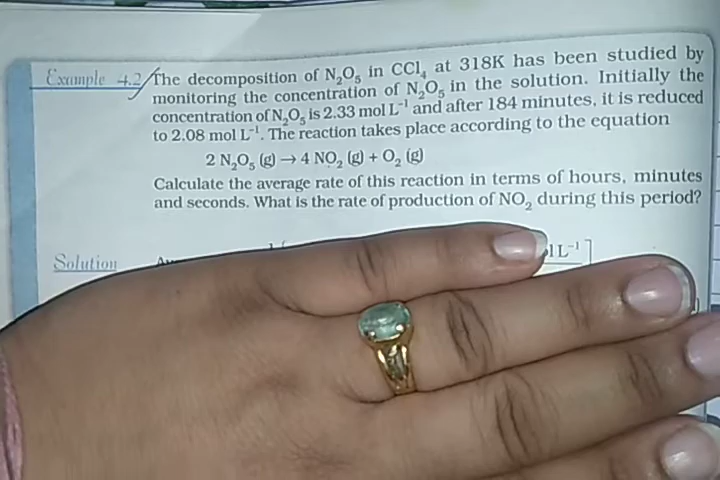 Example 4.2 The decomposition of N₂O₅ in CCl₄ at 318K has been studied by
monitoring the concentration of N₂O₅ in the solution. Initially the
concentration of N₂O₅ is 2.33 mol L⁻¹ and after 184 minutes, it is reduced
to 2.08 mol L⁻¹. The reaction takes place according to the equation
2 N₂O₅ (g) → 4 NO₂ (g) + O₂ (g)
Calculate the average rate of this reaction in terms of hours, minutes
and seconds. What is the rate of production of NO₂ during this period?
Solution L⁻¹ ]